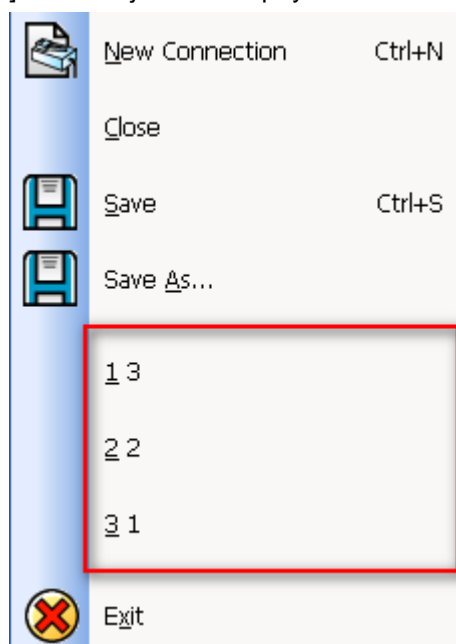 New Connection Ctrl+N
Close
Save Ctrl+S
Save As...
1 3
2 2
3 1
Exit